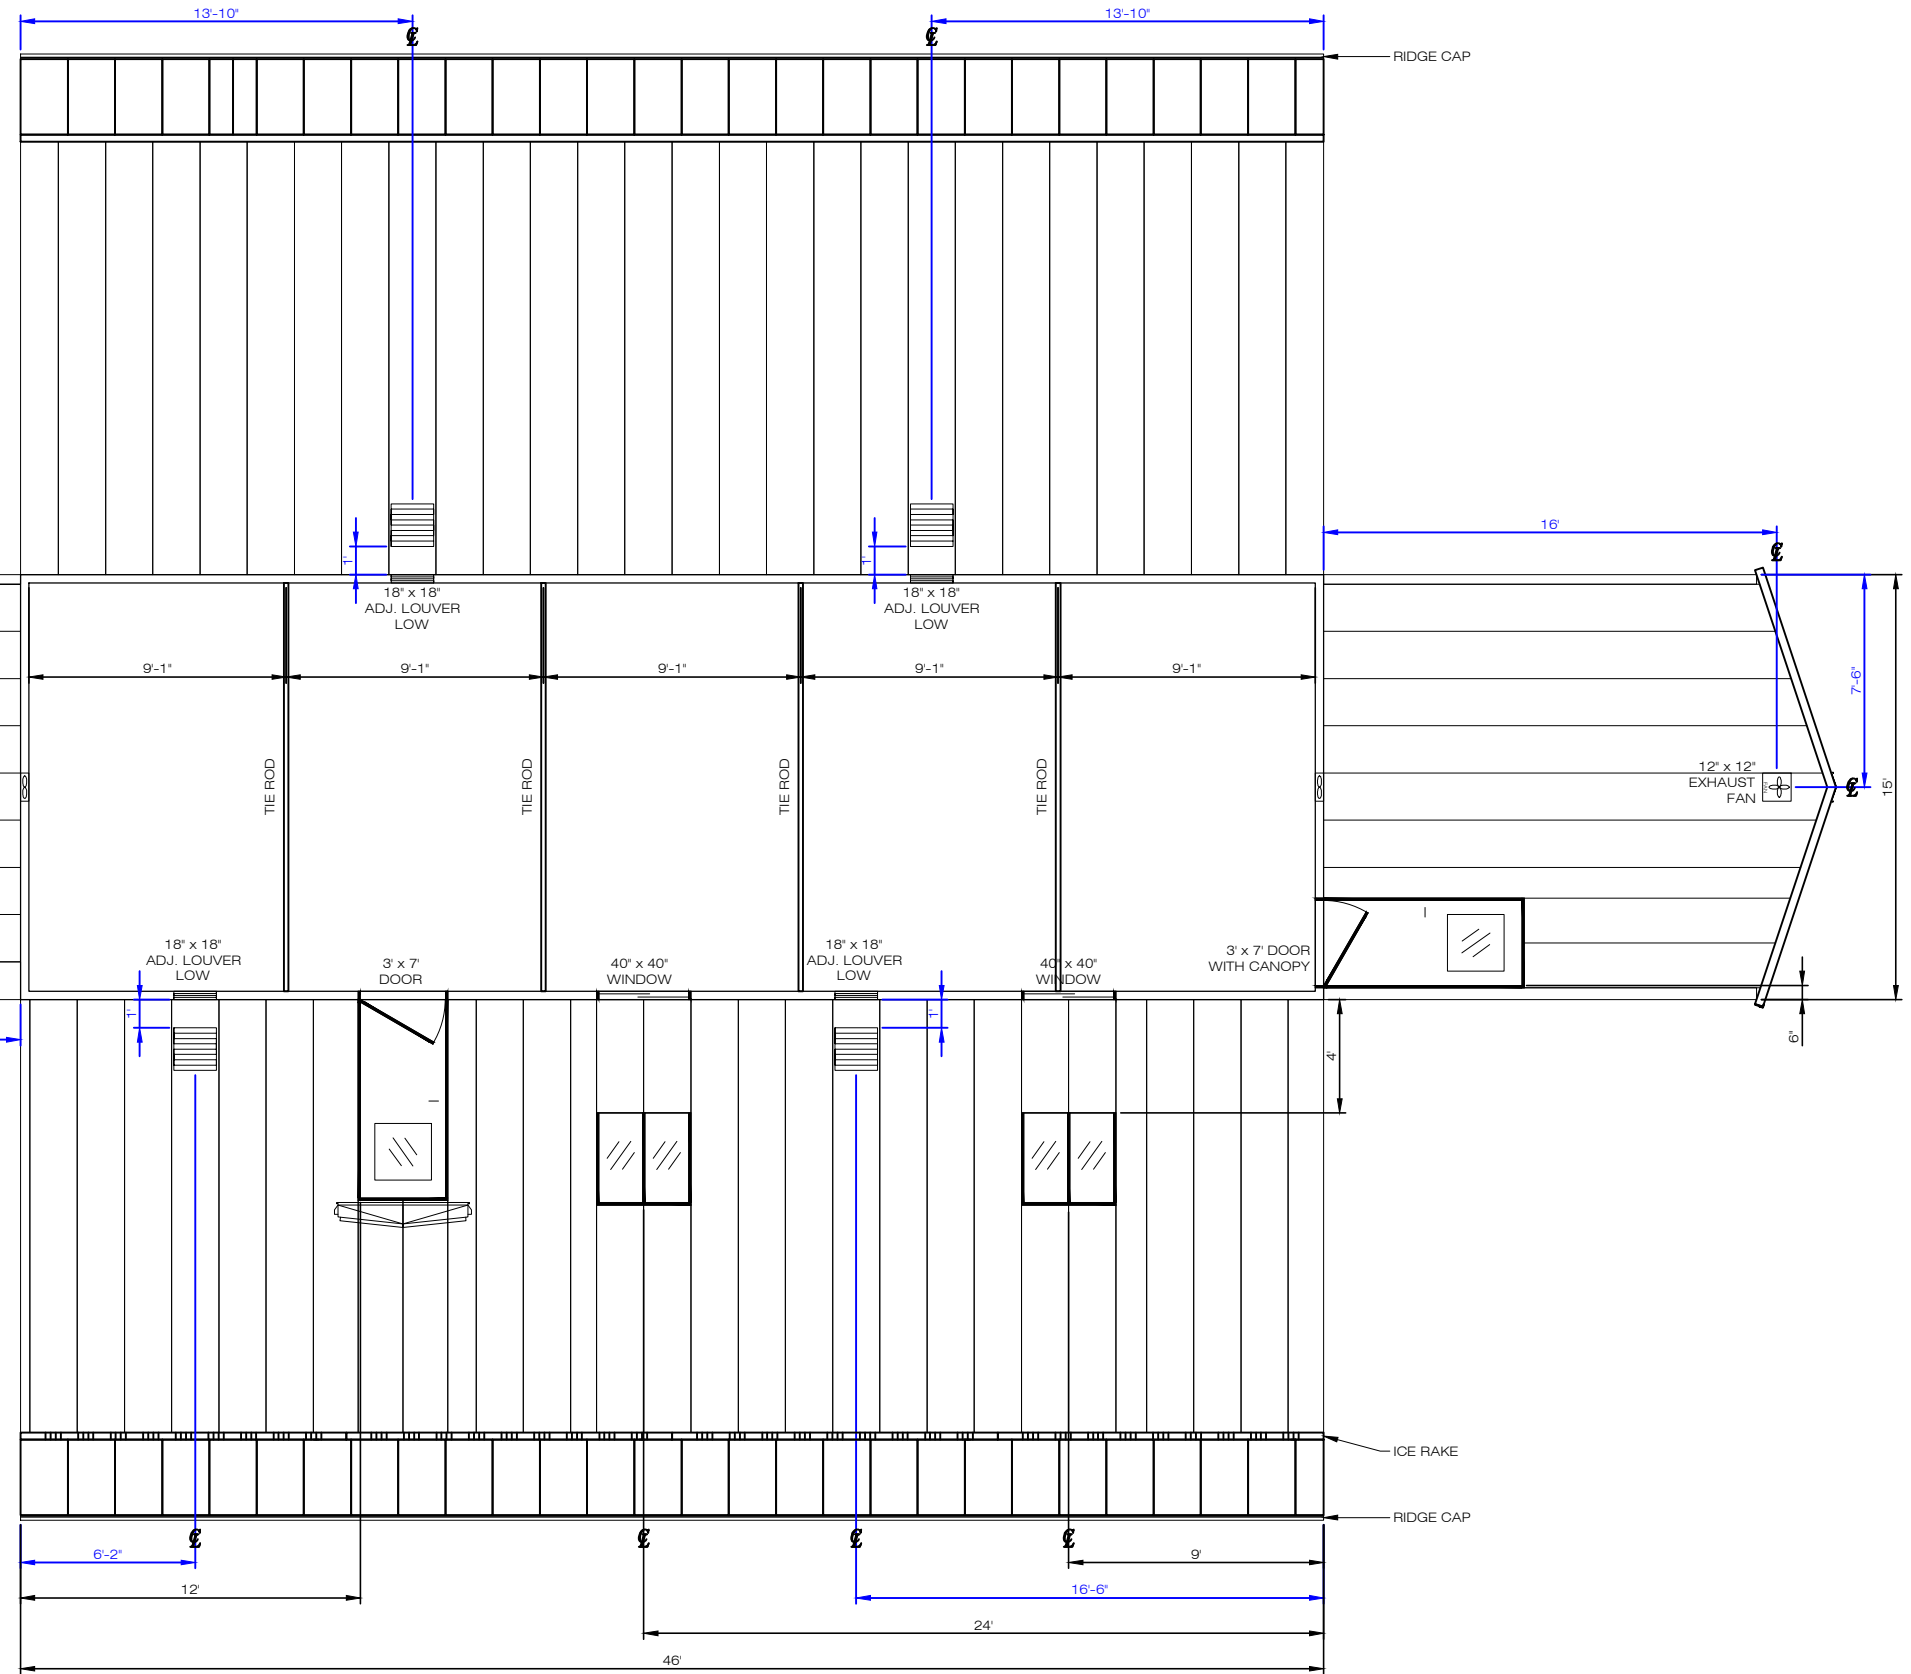 13'-10"
13'-10"
℄
℄
RIDGE CAP
16'
℄
1'
1'
18" x 18"
ADJ. LOUVER
LOW
18" x 18"
ADJ. LOUVER
LOW
9'-1"
9'-1"
9'-1"
9'-1"
9'-1"
7'-6"
TIE ROD
TIE ROD
TIE ROD
TIE ROD
12" x 12"
EXHAUST
FAN
℄
15'
18" x 18"
ADJ. LOUVER
LOW
3' x 7'
DOOR
40" x 40"
WINDOW
18" x 18"
ADJ. LOUVER
LOW
40" x 40"
WINDOW
3' x 7' DOOR
WITH CANOPY
1'
1'
4'
6"
ICE RAKE
RIDGE CAP
℄
℄
℄
℄
6'-2"
9'
12'
16'-6"
24'
46'